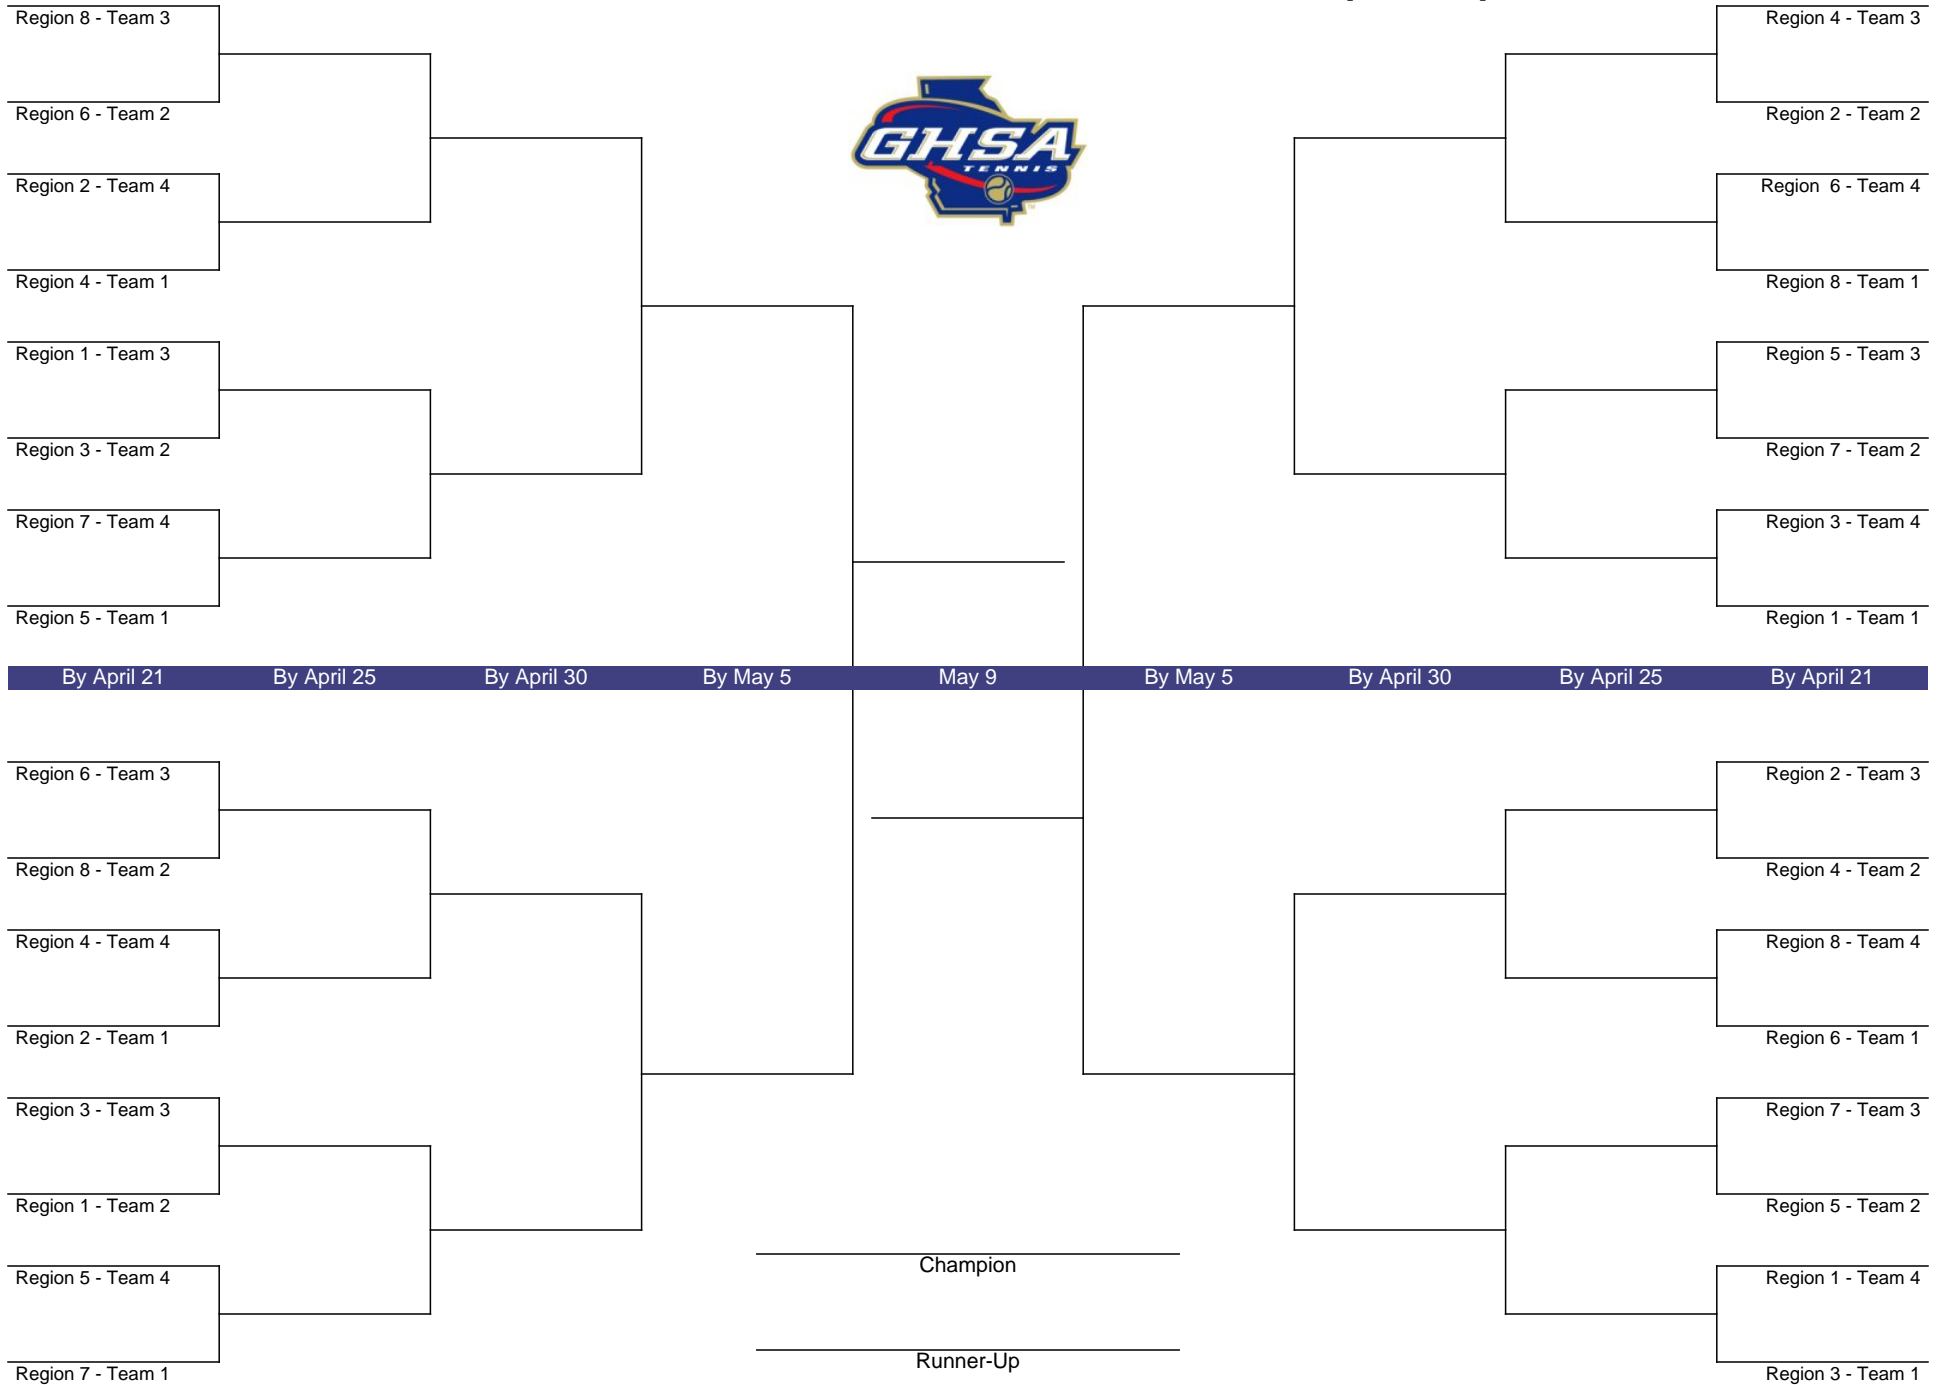 Region 8 - Team 3
Region 4 - Team 3
Region 6 - Team 2
Region 2 - Team 2
GHSA
TENNIS
Region 2 - Team 4
Region 6 - Team 4
Region 4 - Team 1
Region 8 - Team 1
Region 1 - Team 3
Region 5 - Team 3
Region 3 - Team 2
Region 7 - Team 2
Region 7 - Team 4
Region 3 - Team 4
Region 5 - Team 1
Region 1 - Team 1
By April 21 By April 25 By April 30 By May 5 May 9 By May 5 By April 30 By April 25 By April 21
Region 6 - Team 3
Region 2 - Team 3
Region 8 - Team 2
Region 4 - Team 2
Region 4 - Team 4
Region 8 - Team 4
Region 2 - Team 1
Region 6 - Team 1
Region 3 - Team 3
Region 7 - Team 3
Region 1 - Team 2
Region 5 - Team 2
Champion
Region 5 - Team 4
Region 1 - Team 4
Runner-Up
Region 7 - Team 1
Region 3 - Team 1